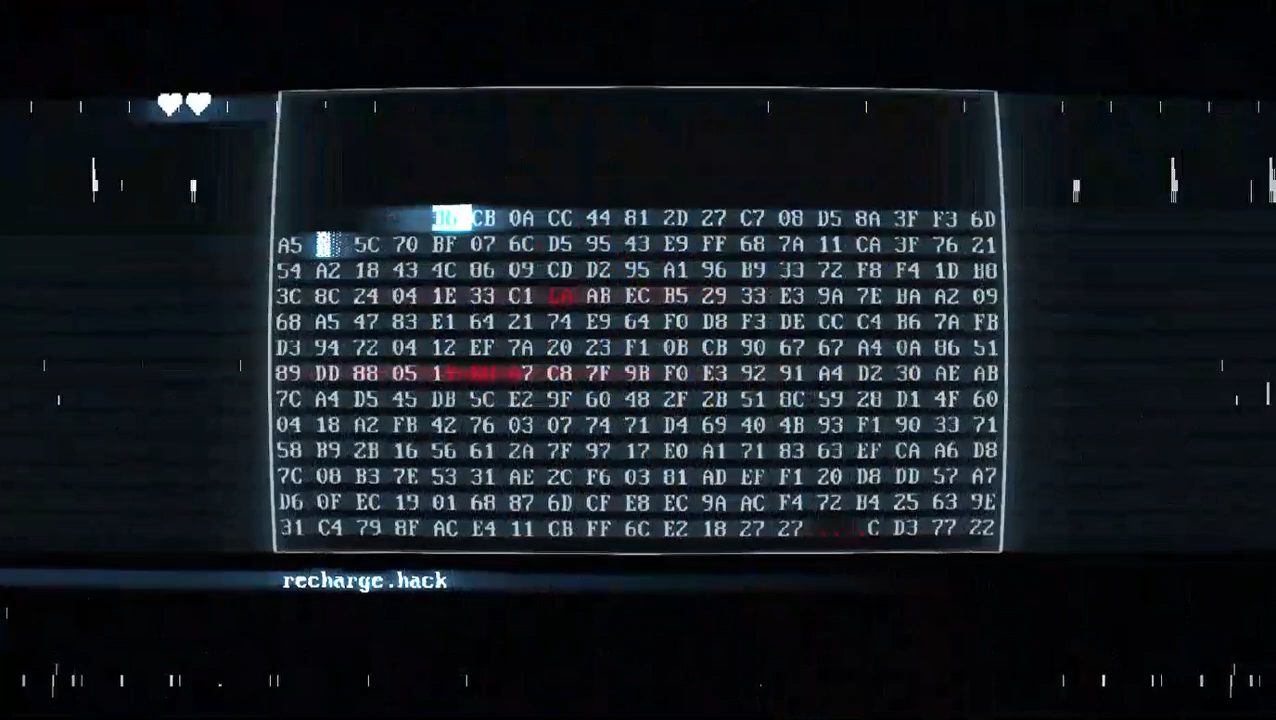 CB 0A CC 44 81 2D 27 C7 08 D5 8A 3F F3 6D
A5 5C 70 BF 07 6C D5 95 43 E9 FF 68 7A 11 CA 3F 76 21
54 A2 18 43 4C 86 09 CD D2 95 A1 96 B9 33 72 F8 F4 1D B8
3C 8C 24 04 1E 33 C1 AB EC B5 29 33 E3 9A 7E BA A2 09
68 A5 47 83 E1 64 21 74 E9 64 F0 D8 F3 DE CC C4 B6 7A FB
D3 94 72 04 12 EF 7A 20 23 F1 0B CB 90 67 67 A4 0A 86 51
89 DD 88 05 1 7 C8 7F 9B F0 E3 92 91 A4 D2 30 AE AB
7C A4 D5 45 DB 5C E2 9F 60 48 2F 2B 51 8C 59 28 D1 4F 60
04 18 A2 FB 42 76 03 07 74 71 D4 69 40 4B 93 F1 90 33 71
58 B9 2B 16 56 61 2A 7F 97 17 E0 A1 71 83 63 EF CA A6 D8
7C 08 B3 7E 53 31 AE 2C F6 03 81 AD EF F1 20 D8 DD 57 A7
D6 0F EC 19 01 68 87 6D CF E8 EC 9A AC F4 72 B4 25 63 9E
31 C4 79 8F AC E4 11 CB FF 6C E2 18 27 27 ....C D3 77 22
recharge.hack